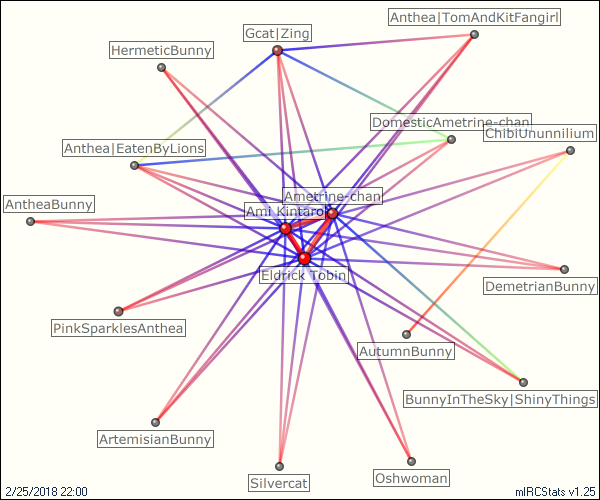 Anthea|TomAndKitFangirl
Gcat|Zing
HermeticBunny
DomesticAmetrine-chan
ChibiUhunnilium
Anthea|EatenByLions
Ametrine-chan
AntheaBunny
Ami Kintaro
Eldrick Tobin
DemetrianBunny
PinkSparklesAnthea
AutumnBunny
BunnyInTheSky|ShinyThings
ArtemisianBunny
Oshwoman
Silvercat
2/25/2018 22:00
mIRCStats v1.25